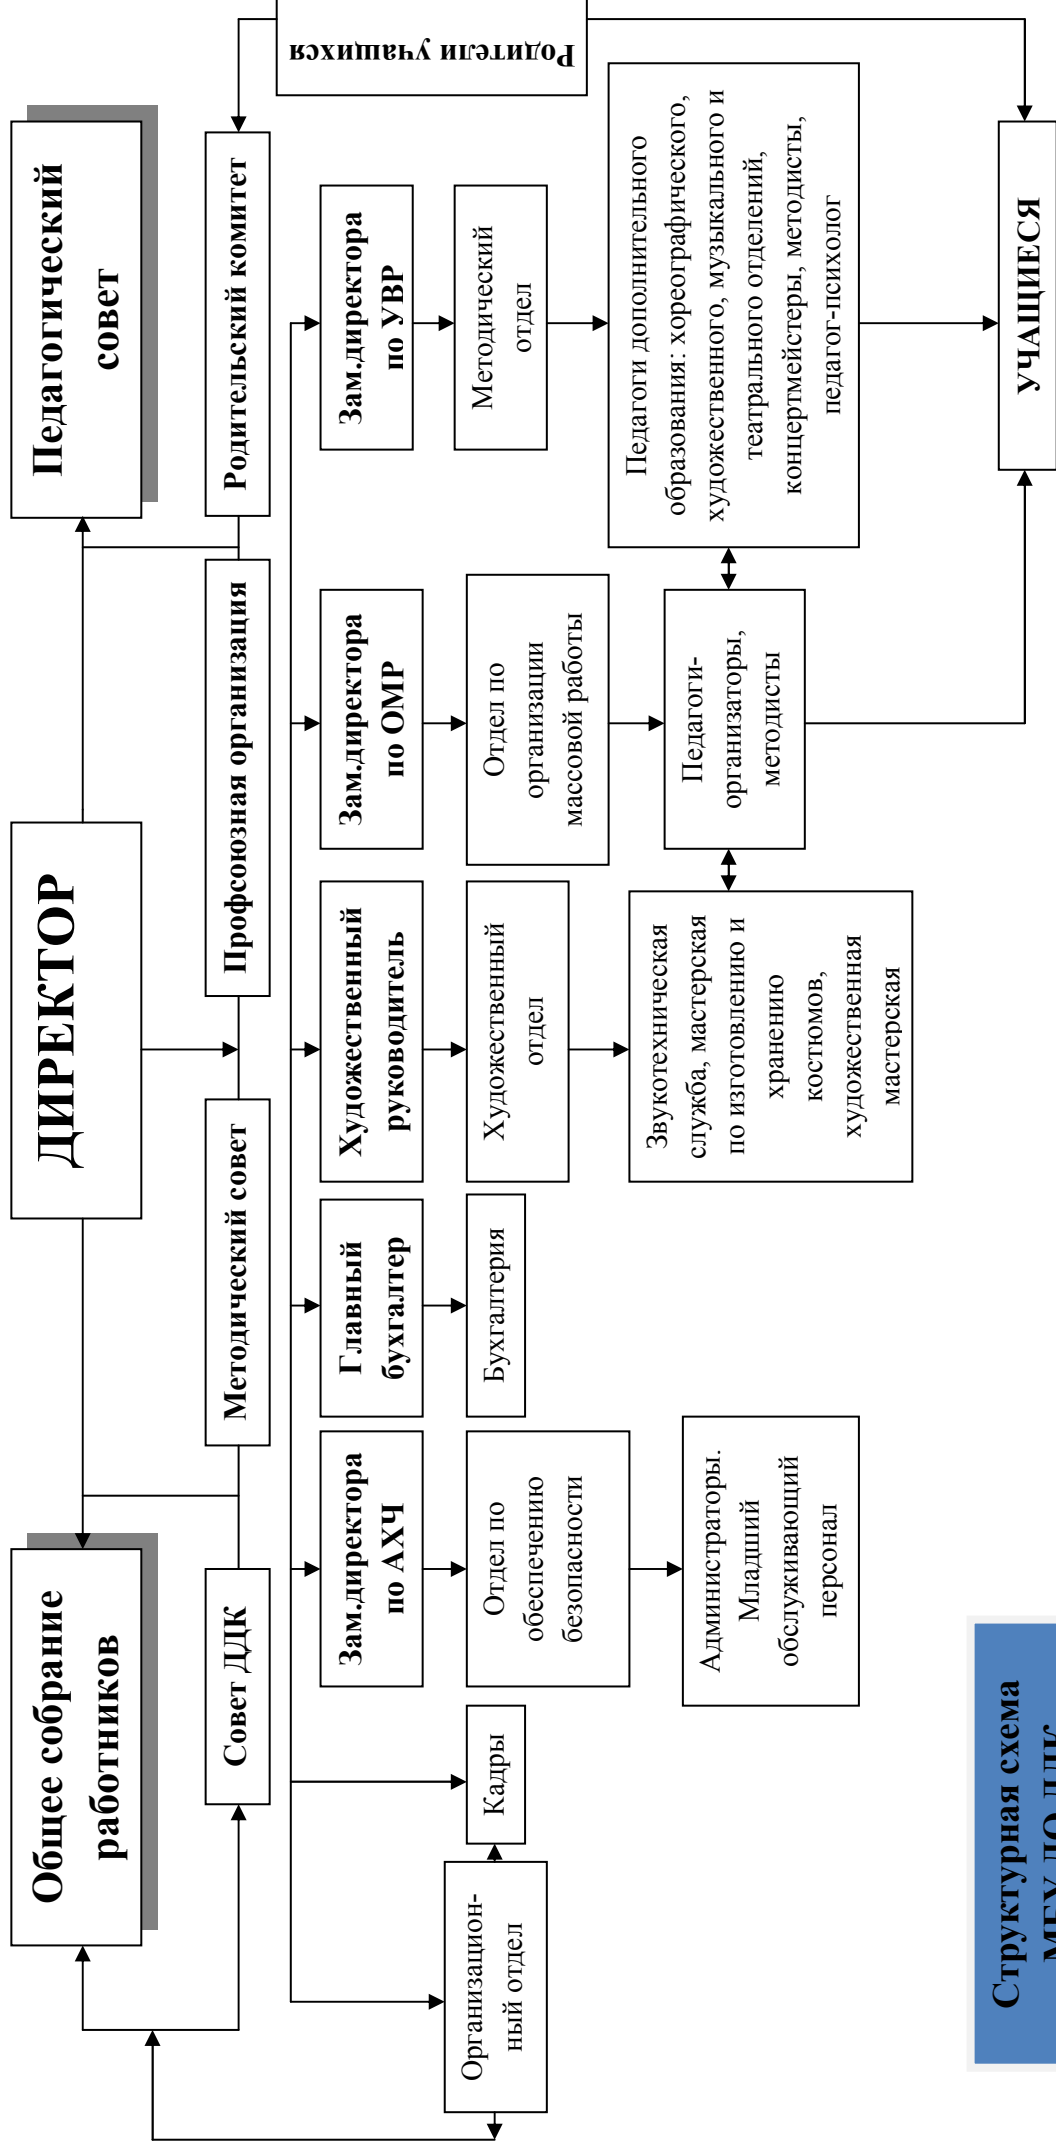 ДИРЕКТОР
Общее собрание
работников
Педагогический
совет
Совет ДДК
Методический совет
Профсоюзная организация
Родительский комитет
Родители учащихся
Зам.директора
по АХЧ
Главный
бухгалтер
Художественный
руководитель
Зам.директора
по ОМР
Зам.директора
по УВР
Организацион-
ный отдел
Кадры
Отдел по
обеспечению
безопасности
Бухгалтерия
Художественный
отдел
Отдел по
организации
массовой работы
Методический
отдел
Администраторы.
Младший
обслуживающий
персонал
Звукотехническая
служба, мастерская
по изготовлению и
хранению
костюмов,
художественная
мастерская
Педагоги-
организаторы,
методисты
Педагоги дополнительного
образования: хореографического,
художественного, музыкального и
театрального отделений,
концертмейстеры, методисты,
педагог-психолог
УЧАЩИЕСЯ
Структурная схема
МБУ ДО ДДК